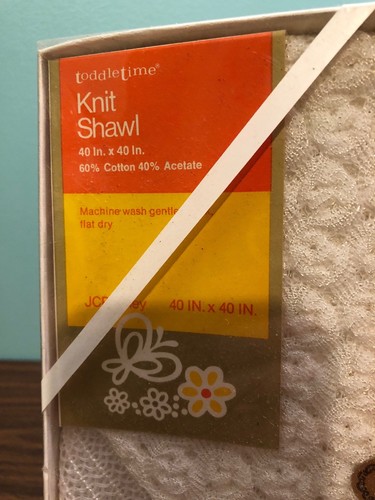 toddletime®
Knit
Shawl
40 In. x 40 In.
60% Cotton 40% Acetate
Machine wash gentle
flat dry
40 IN. x 40 IN.